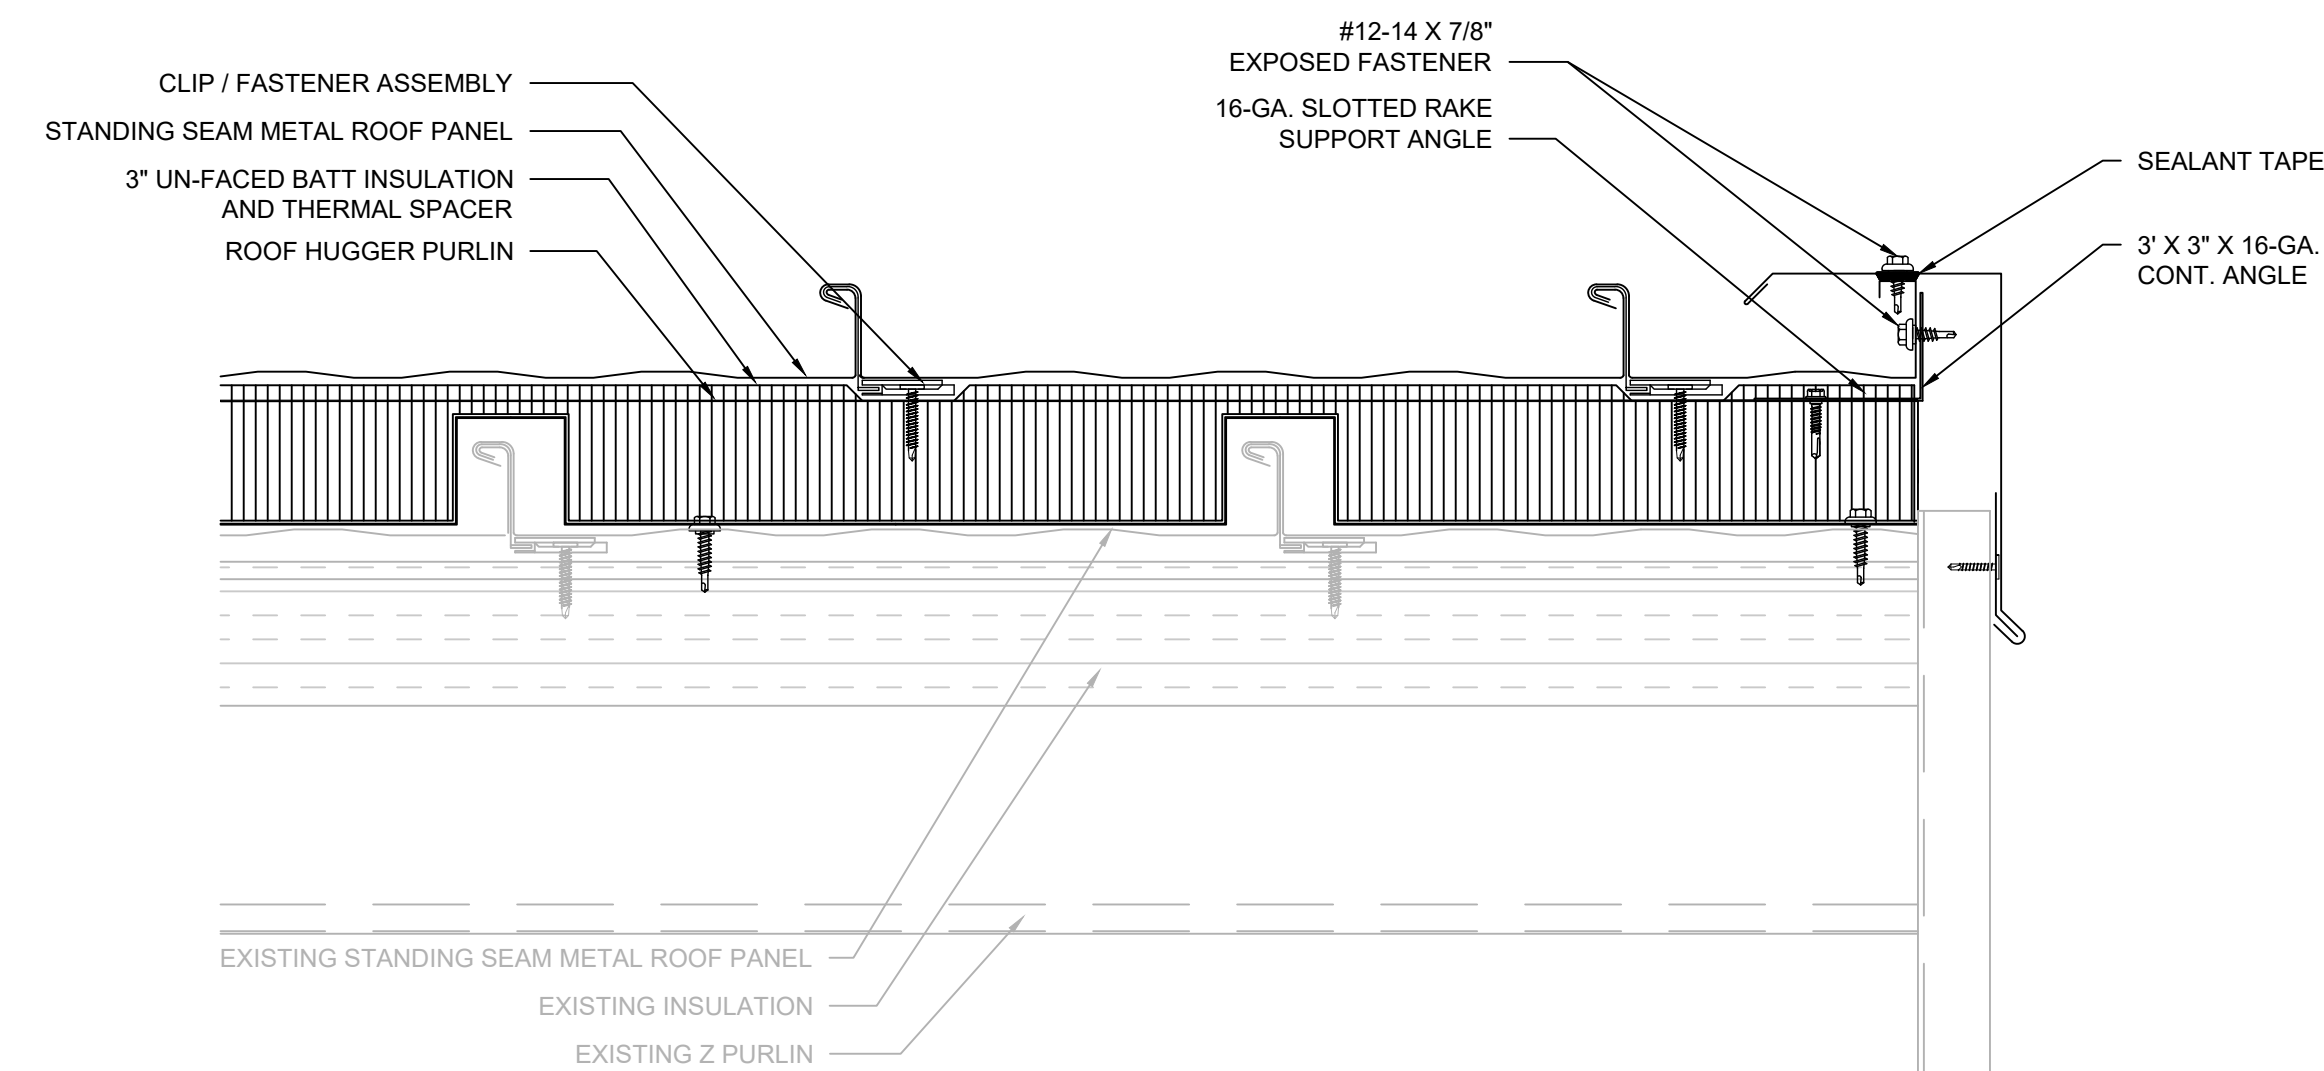 #12-14 X 7/8"
EXPOSED FASTENER
CLIP / FASTENER ASSEMBLY
16-GA. SLOTTED RAKE
SUPPORT ANGLE
STANDING SEAM METAL ROOF PANEL
SEALANT TAPE
3" UN-FACED BATT INSULATION
AND THERMAL SPACER
ROOF HUGGER PURLIN
3' X 3" X 16-GA.
CONT. ANGLE
EXISTING STANDING SEAM METAL ROOF PANEL
EXISTING INSULATION
EXISTING Z PURLIN